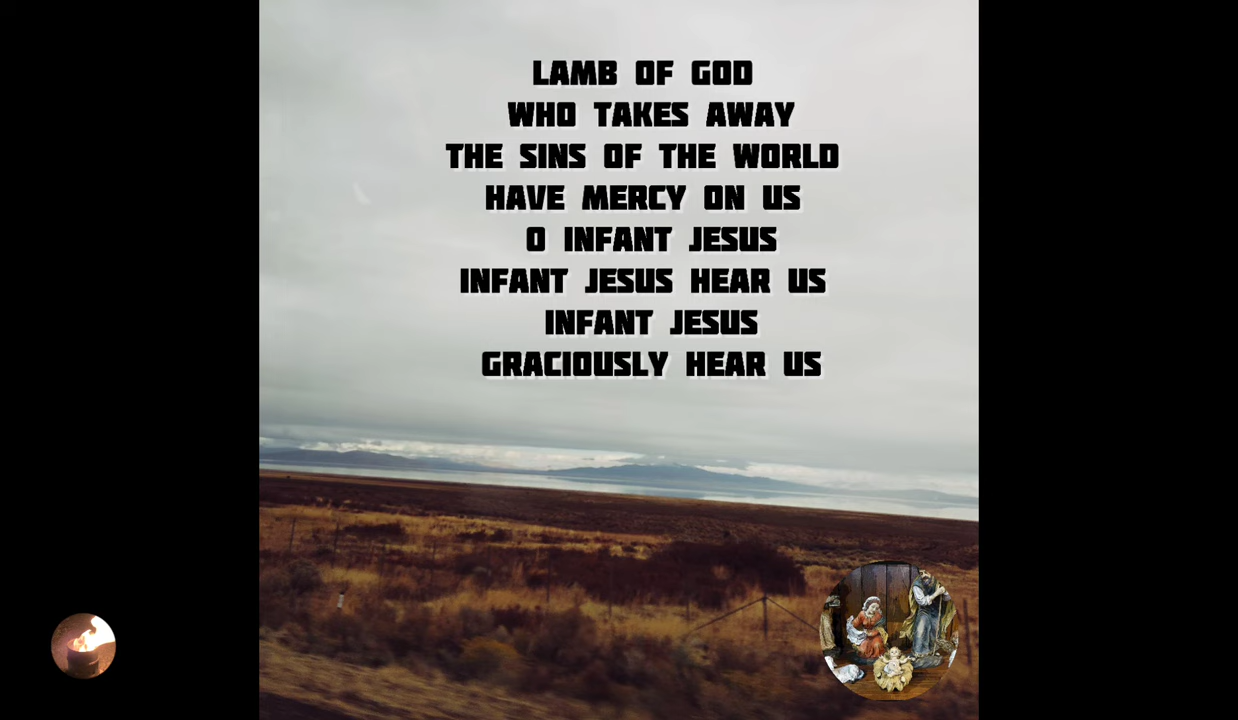 LAMB OF GOD
WHO TAKES AWAY
THE SINS OF THE WORLD
HAVE MERCY ON US
O INFANT JESUS
INFANT JESUS HEAR US
INFANT JESUS
GRACIOUSLY HEAR US